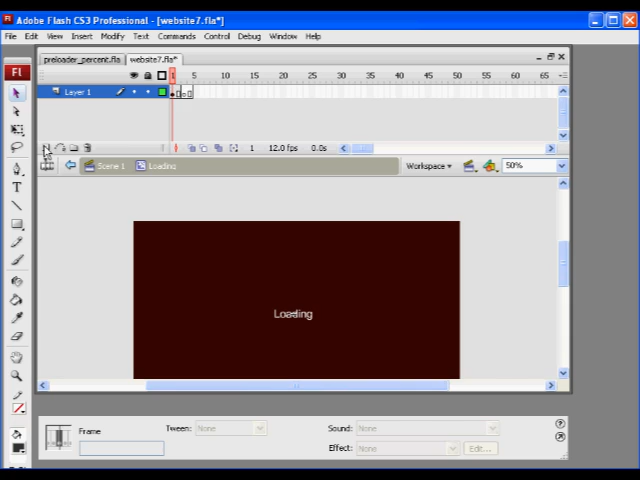 Fl Adobe Flash CS3 Professional - [website7.fla*]
File Edit View Insert Modify Text Commands Control Debug Window Help
preloader_percent.fla website7.fla*
Fl
1 5 10 15 20 25 30 35 40 45 50 55 60 65
Layer 1
1 12.0 fps 0.0s
Scene 1 Loading Workspace 50%
T
Loading
Frame Tween: None Sound: None
Effect: None Edit...